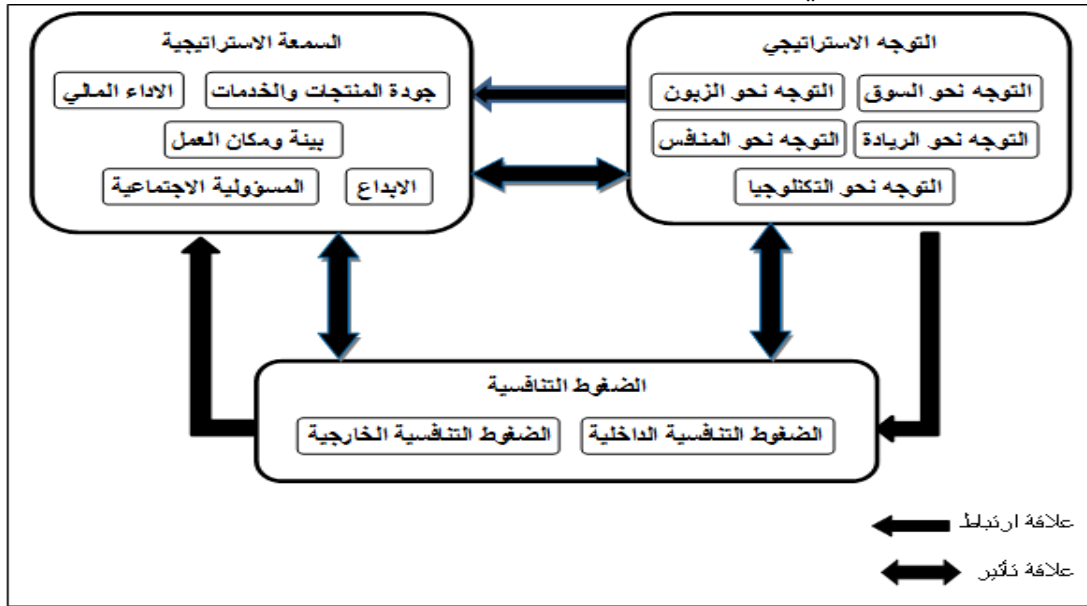 التوجه الاستراتيجي
التوجه نحو السوق
التوجه نحو الزبون
التوجه نحو الريادة
التوجه نحو المنافس
التوجه نحو التكنلوجيا
السمعة الاستراتيجية
جودة المنتجات والخدمات
الاداء المالي
بيئة ومكان العمل
الابداع
المسؤولية الاجتماعية
الضغوط التنافسية
الضغوط التنافسية الداخلية
الضغوط التنافسية الخارجية
علاقة ارتباط
علاقة تأثير